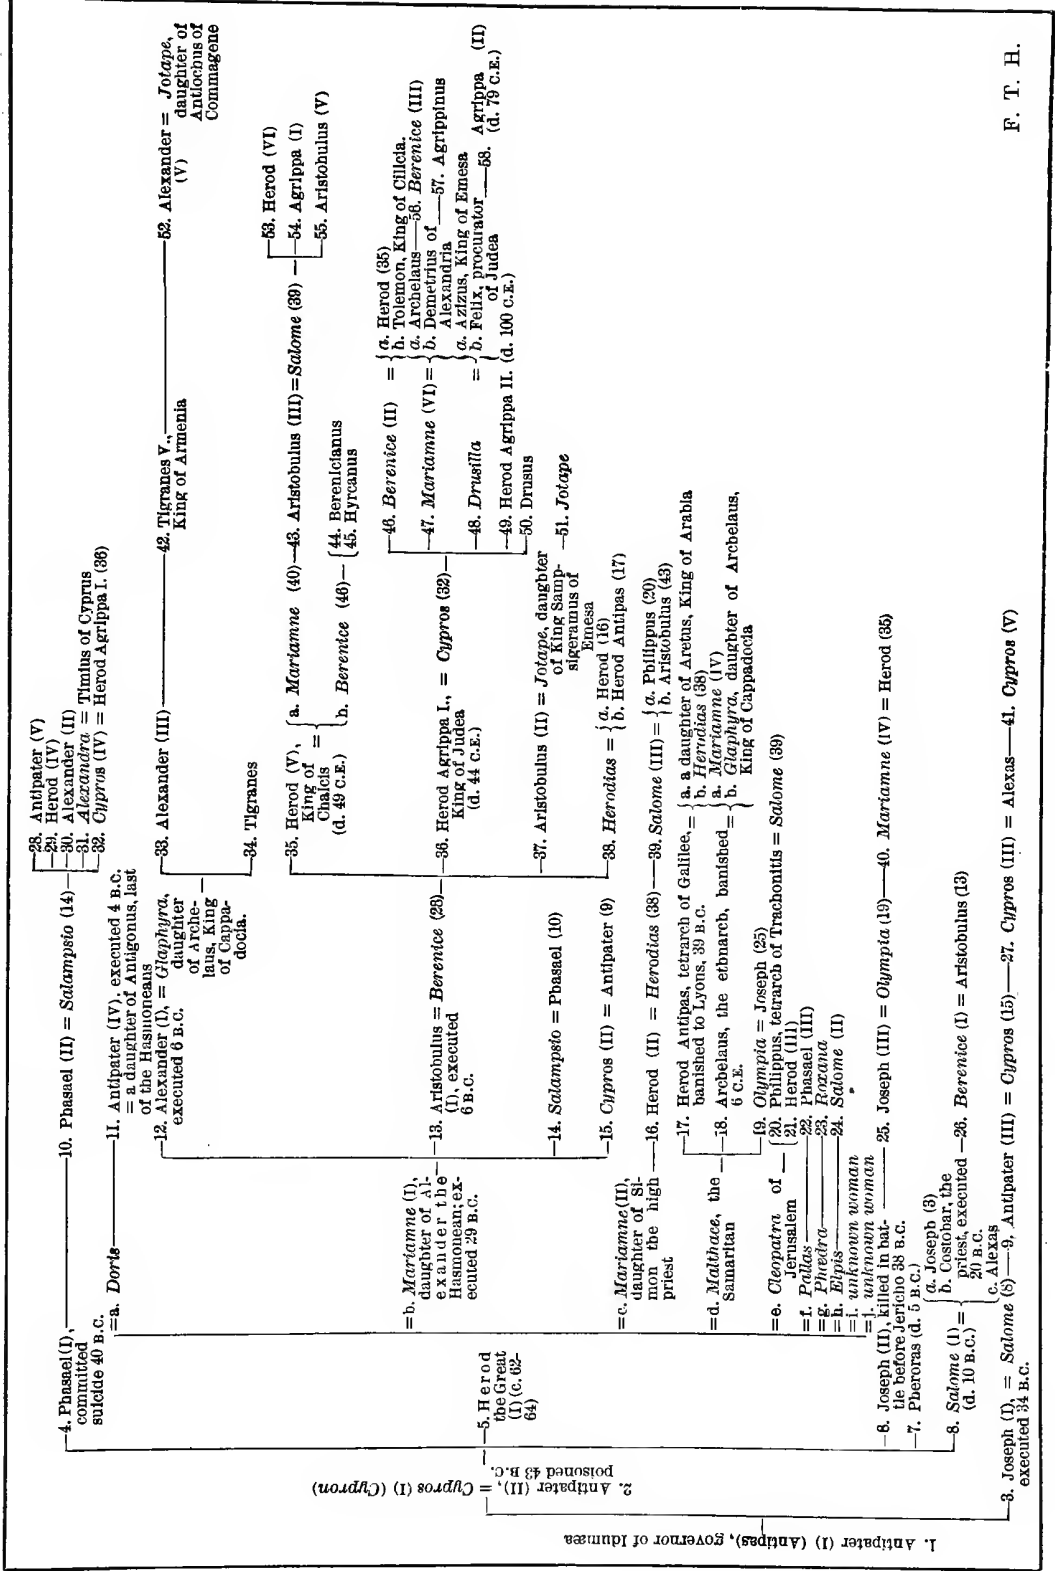 1. Antipater (I) (Antipas), governor of Idumæa
2. Antipater (II), = Cypros (I) (Cypron)
poisoned 43 B.C.
4. Phasael (I),
committed
suicide 40 B.C.
10. Phasael (II) = Salampsio (14)
28. Antipater (V)
29. Herod (IV)
30. Alexander (II)
31. Alexandra = Timius of Cyprus
32. Cypros (IV) = Herod Agrippa I. (36)
5. Herod
the Great
(I) (c. 62-
64)
=a. Doris
11. Antipater (IV), executed 4 B.C.
= a daughter of Antigonus, last
of the Hasmoneans
=b. Mariamne (I),
daughter of Al-
exander the
Hasmonean; ex-
ecuted 29 B.C.
12. Alexander (I), = Glaphyra,
executed 6 B.C. daughter
of Arche-
laus, King
of Cappa-
docia.
33. Alexander (III)
42. Tigranes V.,
King of Armenia
52. Alexander = Jotape,
(V) daughter of
Antiochus of
Commagene
34. Tigranes
13. Aristobulus = Berenice (26)
(I), executed
6 B.C.
35. Herod (V),
King of =
Chalcis
(d. 49 C.E.)
a. Mariamne (40)
43. Aristobulus (III) = Salome (39)
53. Herod (VI)
54. Agrippa (I)
55. Aristobulus (V)
b. Berenice (46)
44. Berenicianus
45. Hyrcanus
36. Herod Agrippa I., = Cypros (32)
King of Judea
(d. 44 C.E.)
46. Berenice (II) =
a. Herod (35)
b. Tolemon, King of Cilicia.
47. Mariamne (VI) =
a. Archelaus—56. Berenice (III)
b. Demetrius of—57. Agrippinus
Alexandria
48. Drusilla =
a. Azizus, King of Emesa
b. Felix, procurator—58. Agrippa (II)
of Judea (d. 79 C.E.)
49. Herod Agrippa II. (d. 100 C.E.)
50. Drusus
37. Aristobulus (II) = Jotape, daughter
of King Samp-
sigeramus of
Emesa
51. Jotape
38. Herodias =
a. Herod (16)
b. Herod Antipas (17)
14. Salampsio = Phasael (10)
15. Cypros (II) = Antipater (9)
=c. Mariamne (II),
daughter of Si-
mon the high
priest
16. Herod (II) = Herodias (38)
39. Salome (III) =
a. Philippus (20)
b. Aristobulus (43)
=d. Malthace, the
Samaritan
17. Herod Antipas, tetrarch of Galilee, =
banished to Lyons, 39 B.C.
a. a daughter of Aretus, King of Arabia
b. Herodias (38)
18. Archelaus, the ethnarch, banished =
6 C.E.
a. Mariamne (IV)
b. Glaphyra, daughter of Archelaus,
King of Cappadocia
19. Olympia = Joseph (25)
=e. Cleopatra of
Jerusalem
20. Philippus, tetrarch of Trachonitis = Salome (39)
21. Herod (III)
=f. Pallas
22. Phasael (III)
=g. Phædra
23. Roxana
=h. Elpis
24. Salome (II)
=i. unknown woman
=j. unknown woman
6. Joseph (II), killed in bat-
tle before Jericho 38 B.C.
25. Joseph (III) = Olympia (19)
40. Mariamne (IV) = Herod (35)
7. Pheroras (d. 5 B.C.)
8. Salome (I) =
(d. 10 B.C.)
a. Joseph (3)
b. Costobar, the
priest, executed
20 B.C.
c. Alexas
26. Berenice (I) = Aristobulus (13)
3. Joseph (I), = Salome (8)—9. Antipater (III) = Cypros (15)—27. Cypros (III) = Alexas—41. Cypros (V)
executed 34 B.C.
F. T. H.